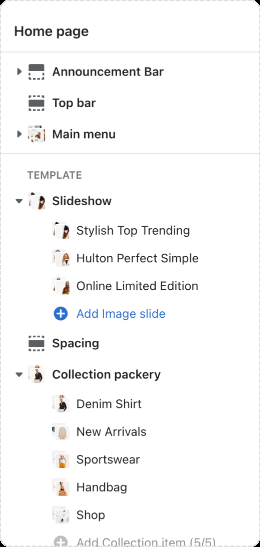 Home page
Announcement Bar
Top bar
Main menu
TEMPLATE
Slideshow
Stylish Top Trending
Hulton Perfect Simple
Online Limited Edition
Add Image slide
Spacing
Collection packery
Denim Shirt
New Arrivals
Sportswear
Handbag
Shop
Add Collection item (5/5)